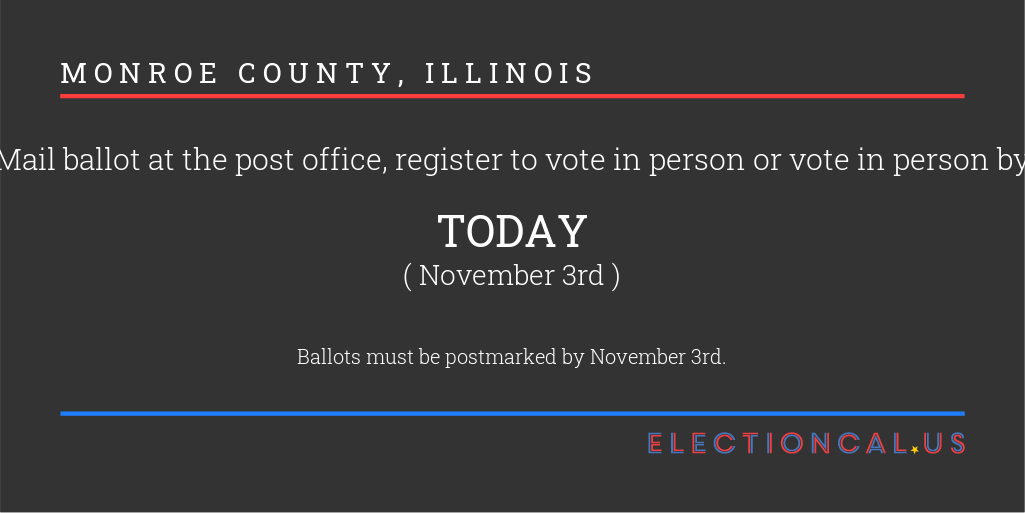 MONROE COUNTY, ILLINOIS
Mail ballot at the post office, register to vote in person or vote in person by
TODAY
( November 3rd )
Ballots must be postmarked by November 3rd.
ELECTIONCAL.US